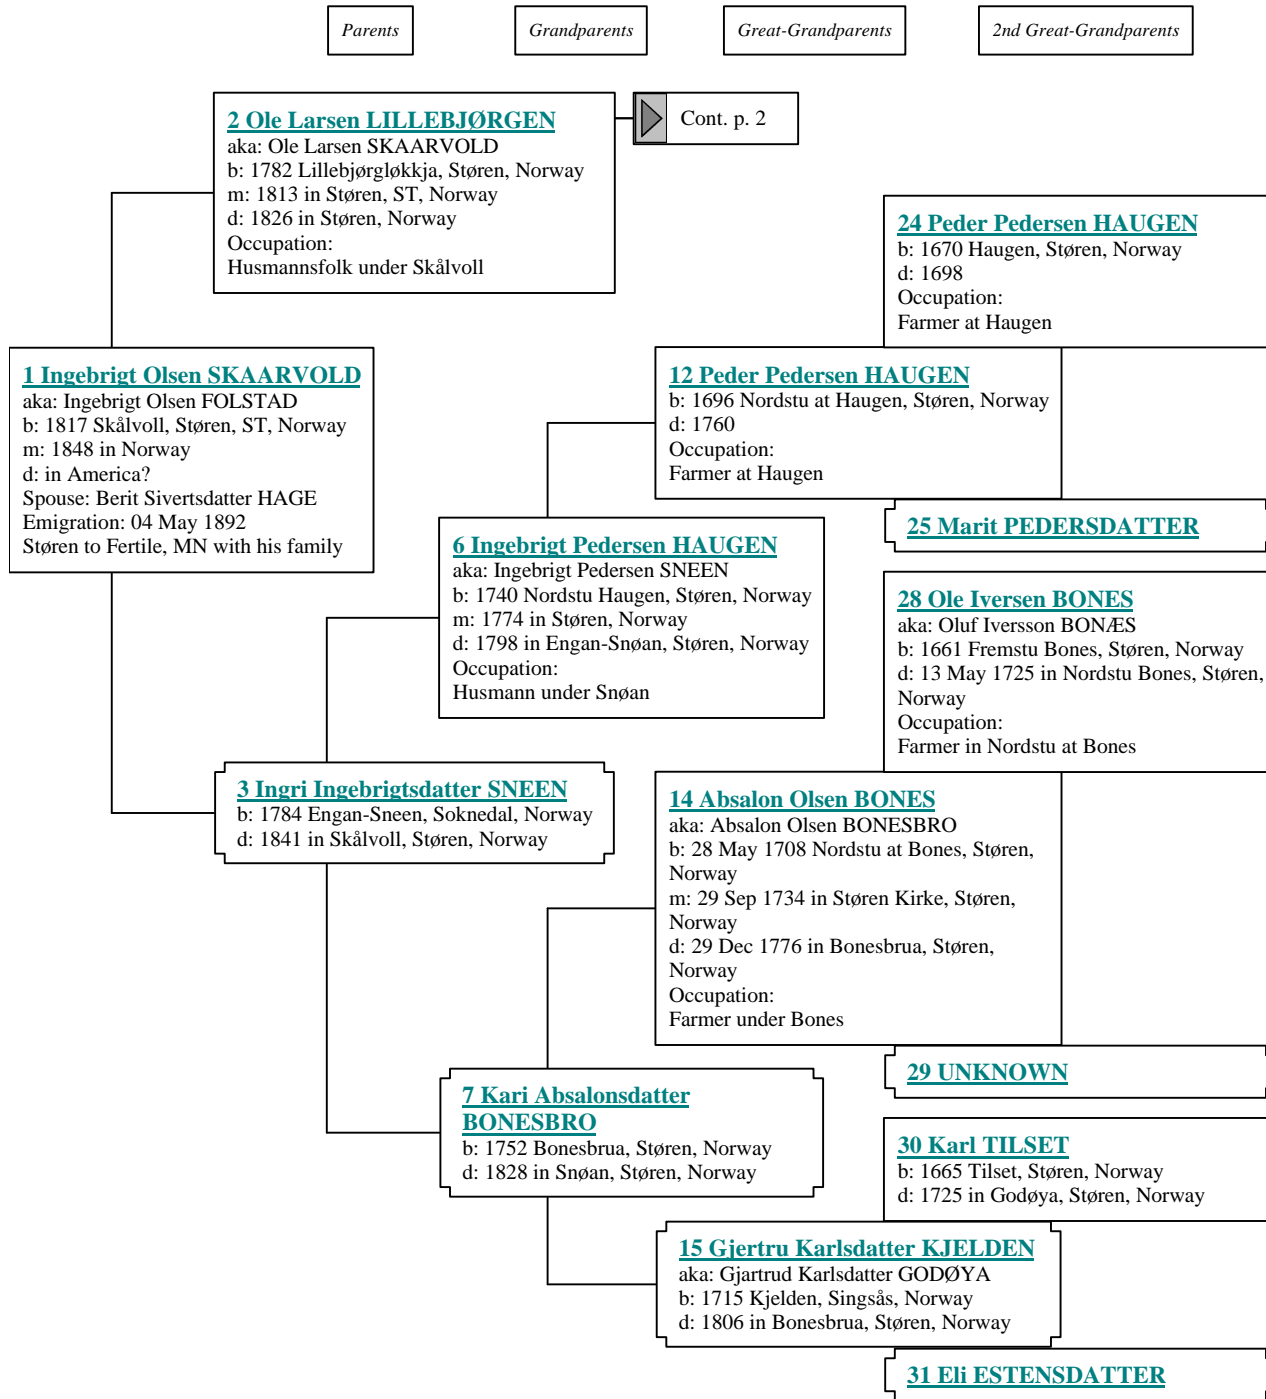 Parents
Grandparents
Great-Grandparents
2nd Great-Grandparents
2 Ole Larsen LILLEBJØRGEN
aka: Ole Larsen SKAARVOLD
b: 1782 Lillebjørgløkkja, Støren, Norway
m: 1813 in Støren, ST, Norway
d: 1826 in Støren, Norway
Occupation:
Husmannsfolk under Skålvoll
Cont. p. 2
24 Peder Pedersen HAUGEN
b: 1670 Haugen, Støren, Norway
d: 1698
Occupation:
Farmer at Haugen
1 Ingebrigt Olsen SKAARVOLD
aka: Ingebrigt Olsen FOLSTAD
b: 1817 Skålvoll, Støren, ST, Norway
m: 1848 in Norway
d: in America?
Spouse: Berit Sivertsdatter HAGE
Emigration: 04 May 1892
Støren to Fertile, MN with his family
12 Peder Pedersen HAUGEN
b: 1696 Nordstu at Haugen, Støren, Norway
d: 1760
Occupation:
Farmer at Haugen
25 Marit PEDERSDATTER
6 Ingebrigt Pedersen HAUGEN
aka: Ingebrigt Pedersen SNEEN
b: 1740 Nordstu Haugen, Støren, Norway
m: 1774 in Støren, Norway
d: 1798 in Engan-Snøan, Støren, Norway
Occupation:
Husmann under Snøan
28 Ole Iversen BONES
aka: Oluf Iversson BONÆS
b: 1661 Fremstu Bones, Støren, Norway
d: 13 May 1725 in Nordstu Bones, Støren,
Norway
Occupation:
Farmer in Nordstu at Bones
3 Ingri Ingebrigtsdatter SNEEN
b: 1784 Engan-Sneen, Soknedal, Norway
d: 1841 in Skålvoll, Støren, Norway
14 Absalon Olsen BONES
aka: Absalon Olsen BONESBRO
b: 28 May 1708 Nordstu at Bones, Støren,
Norway
m: 29 Sep 1734 in Støren Kirke, Støren,
Norway
d: 29 Dec 1776 in Bonesbrua, Støren,
Norway
Occupation:
Farmer under Bones
29 UNKNOWN
7 Kari Absalonsdatter
BONESBRO
b: 1752 Bonesbrua, Støren, Norway
d: 1828 in Snøan, Støren, Norway
30 Karl TILSET
b: 1665 Tilset, Støren, Norway
d: 1725 in Godøya, Støren, Norway
15 Gjertru Karlsdatter KJELDEN
aka: Gjartrud Karlsdatter GODØYA
b: 1715 Kjelden, Singsås, Norway
d: 1806 in Bonesbrua, Støren, Norway
31 Eli ESTENSDATTER